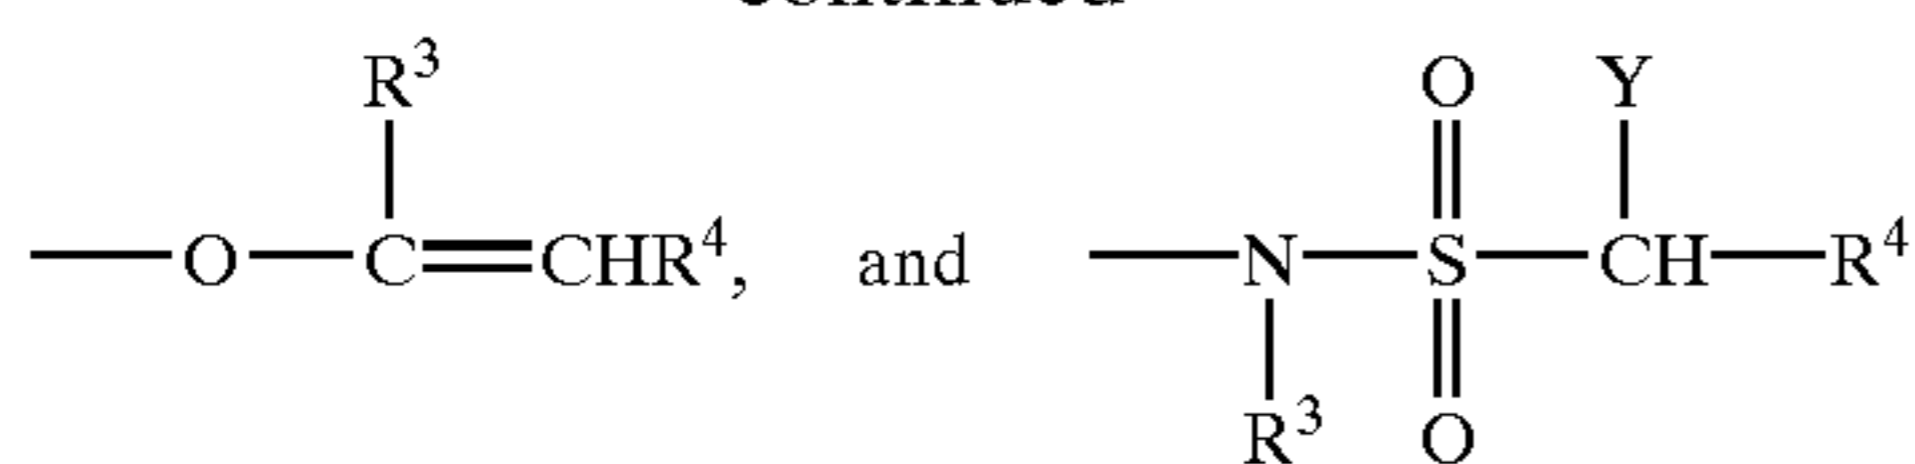 R³ O Y
—O—C=CHR⁴, and —N—S—CH—R⁴
R³ O